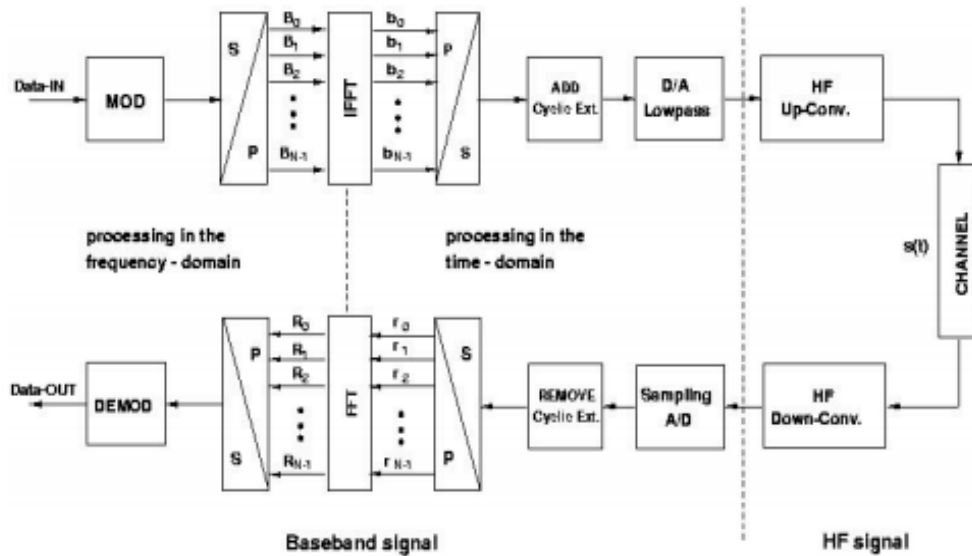 Data-IN
MOD
S
P
B0
B1
B2
BN-1
IFFT
b0
b1
b2
bN-1
P
S
ADD
Cyclic Ext.
D/A
Lowpass
HF
Up-Conv.
CHANNEL
s(t)
processing in the
frequency - domain
processing in the
time - domain
Data-OUT
DEMOD
P
S
R0
R1
R2
RN-1
FFT
r0
r1
r2
rN-1
S
P
REMOVE
Cyclic Ext.
Sampling
A/D
HF
Down-Conv.
Baseband signal
HF signal